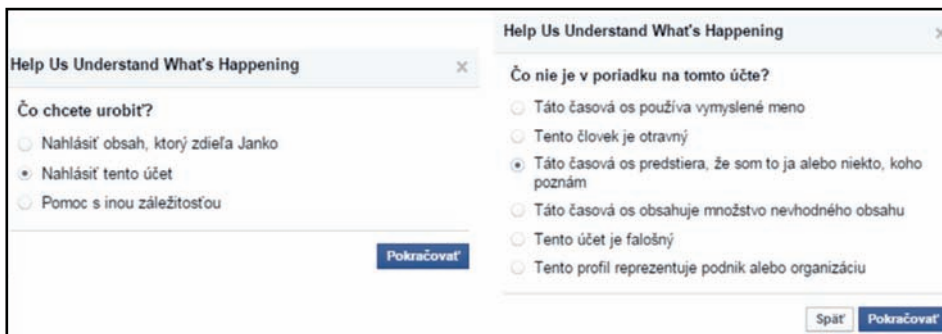 Help Us Understand What's Happening
Čo chcete urobiť?
Nahlásiť obsah, ktorý zdieľa Janko
Nahlásiť tento účet
Pomoc s inou záležitosťou
Pokračovať
Help Us Understand What's Happening
Čo nie je v poriadku na tomto účte?
Táto časová os používa vymyslené meno
Tento človek je otravný
Táto časová os predstiera, že som to ja alebo niekto, koho
poznám
Táto časová os obsahuje množstvo nevhodného obsahu
Tento účet je falošný
Tento profil reprezentuje podnik alebo organizáciu
Späť Pokračovať